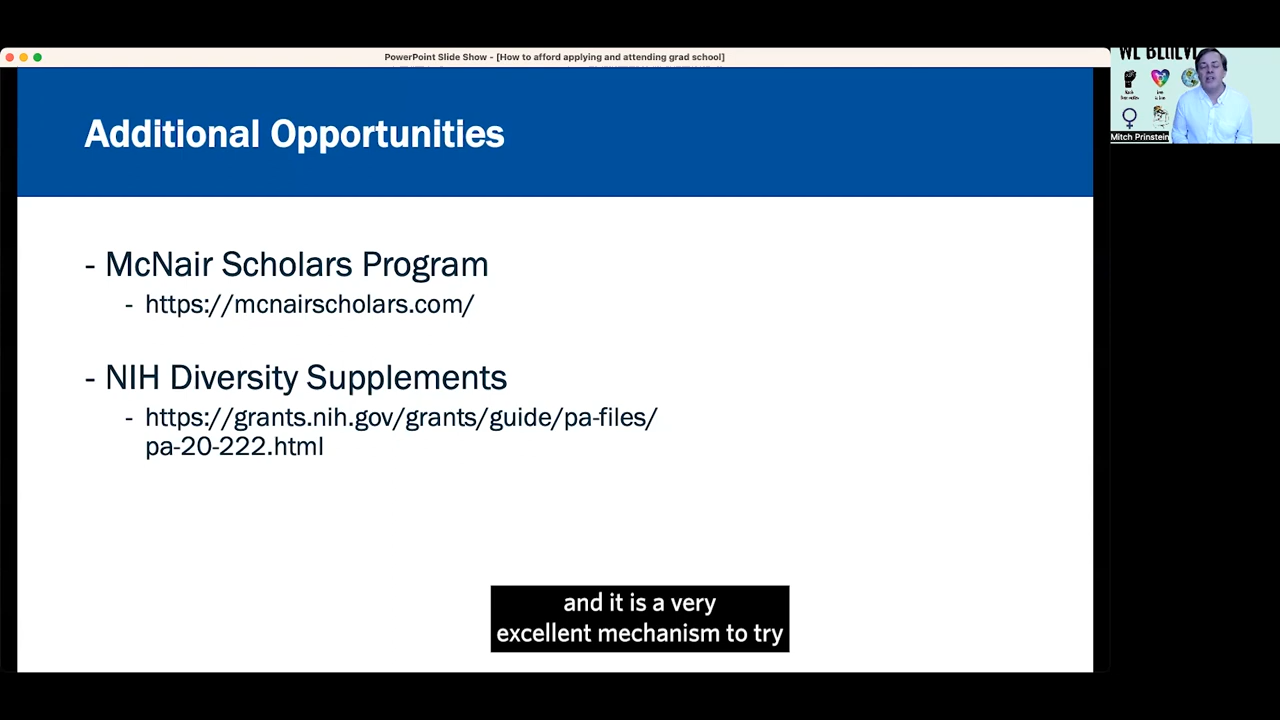 PowerPoint Slide Show - [How to afford applying and attending grad school]
WE BELIEVE
Mitch Prinstein
Additional Opportunities
- McNair Scholars Program
- https://mcnairscholars.com/
- NIH Diversity Supplements
- https://grants.nih.gov/grants/guide/pa-files/
pa-20-222.html
and it is a very
excellent mechanism to try